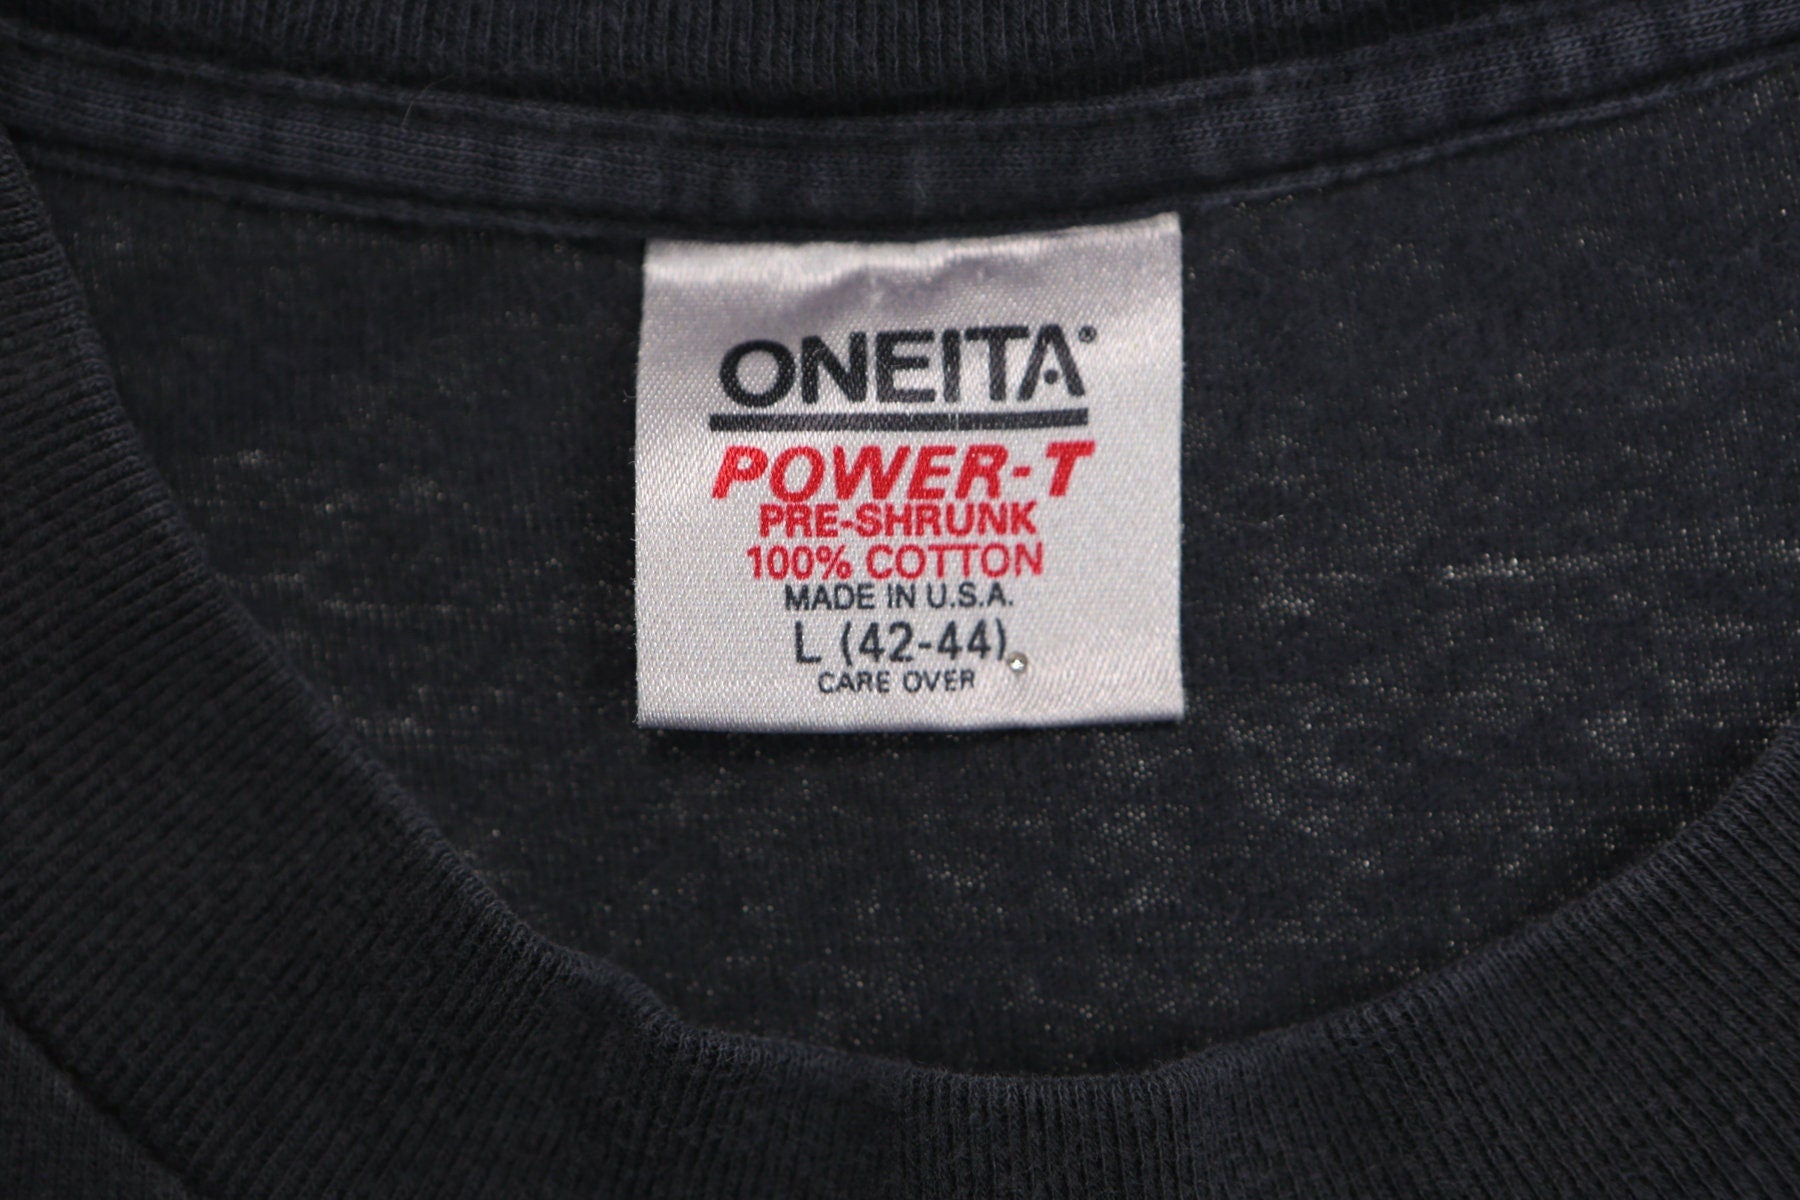 ONEITA®
POWER-T
PRE-SHRUNK
100% COTTON
MADE IN U.S.A.
L (42-44)
CARE OVER